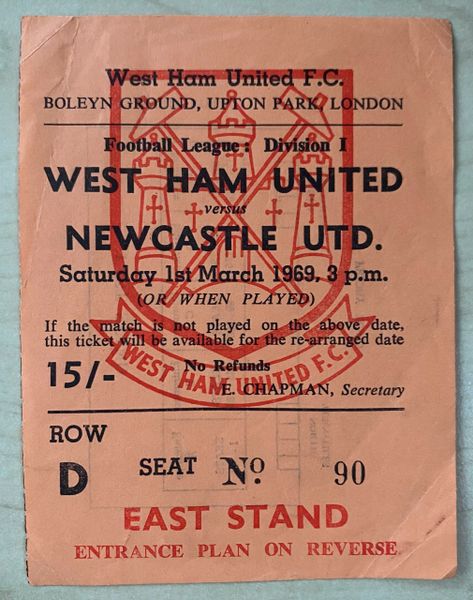 West Ham United F.C.
BOLEYN GROUND, UPTON PARK, LONDON
Football League: Division I
WEST HAM UNITED
versus
NEWCASTLE UTD.
Saturday 1st March 1969, 3 p.m.
(OR WHEN PLAYED)
If the match is not played on the above date,
this ticket will be available for the re-arranged date
WEST HAM UNITED F.C.
15/- No Refunds
E. CHAPMAN, Secretary
ROW
D SEAT No. 90
EAST STAND
ENTRANCE PLAN ON REVERSE